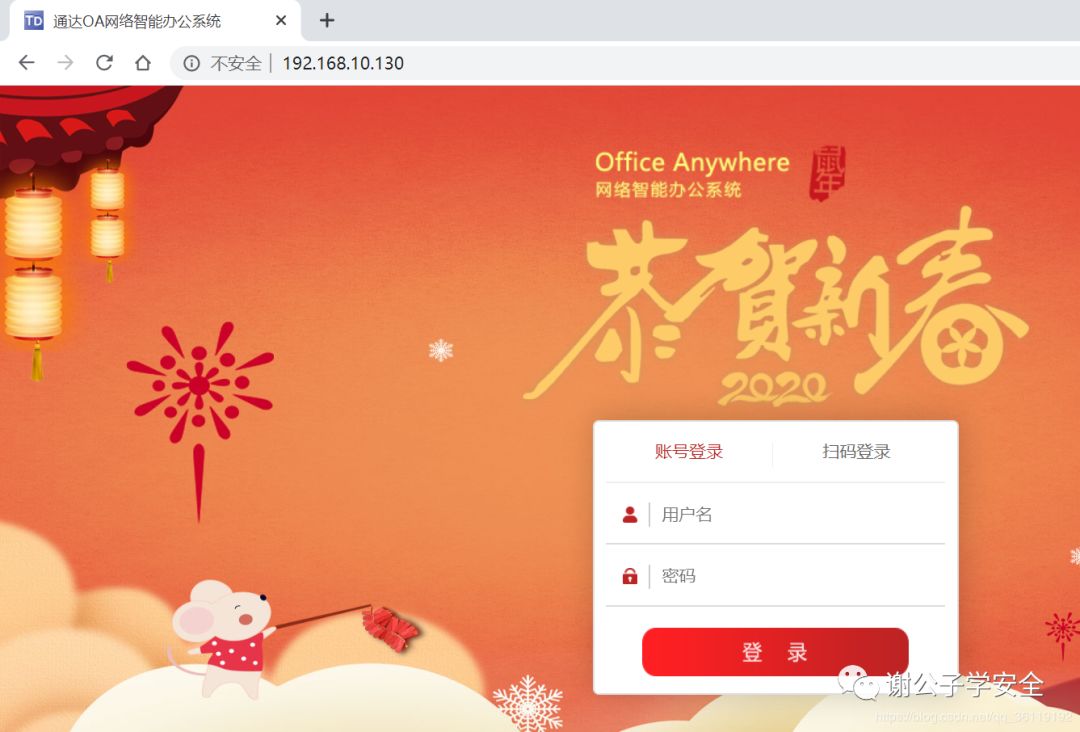 TD 通达OA网络智能办公系统
不安全 192.168.10.130
Office Anywhere
网络智能办公系统
鼠年
恭賀新春
2020
账号登录 扫码登录
用户名
密码
登 录
谢公子学安全
https://blog.csdn.net/qq_36119192